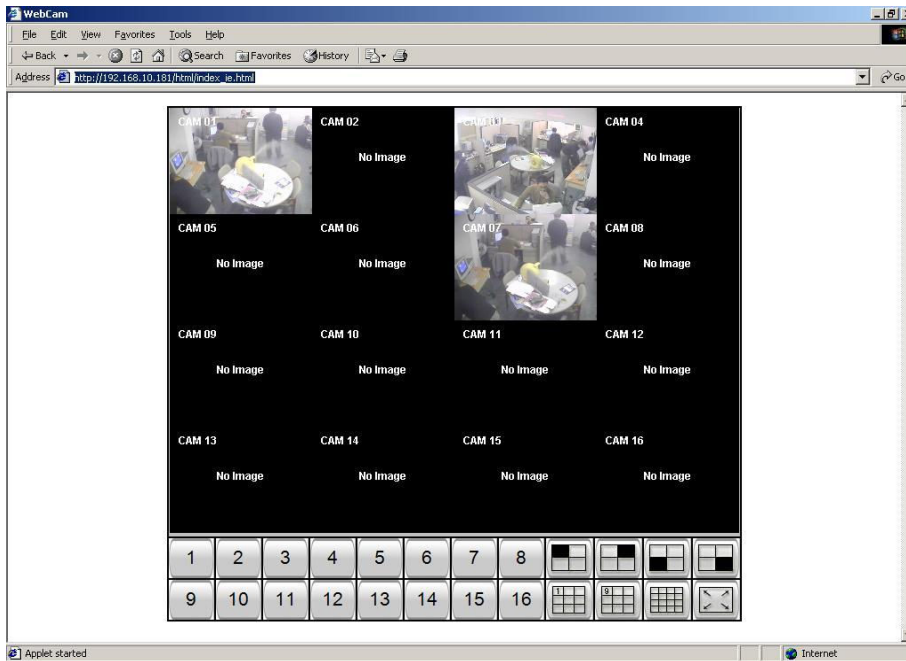 WebCam
File Edit View Favorites Tools Help
Back Search Favorites History
Address http://192.168.10.181/html/index_ie.html Go
CAM 01 CAM 02 CAM 03 CAM 04
No Image No Image
CAM 05 CAM 06 CAM 07 CAM 08
No Image No Image No Image
CAM 09 CAM 10 CAM 11 CAM 12
No Image No Image No Image No Image
CAM 13 CAM 14 CAM 15 CAM 16
No Image No Image No Image No Image
1 2 3 4 5 6 7 8
9 10 11 12 13 14 15 16 1 9
Applet started Internet